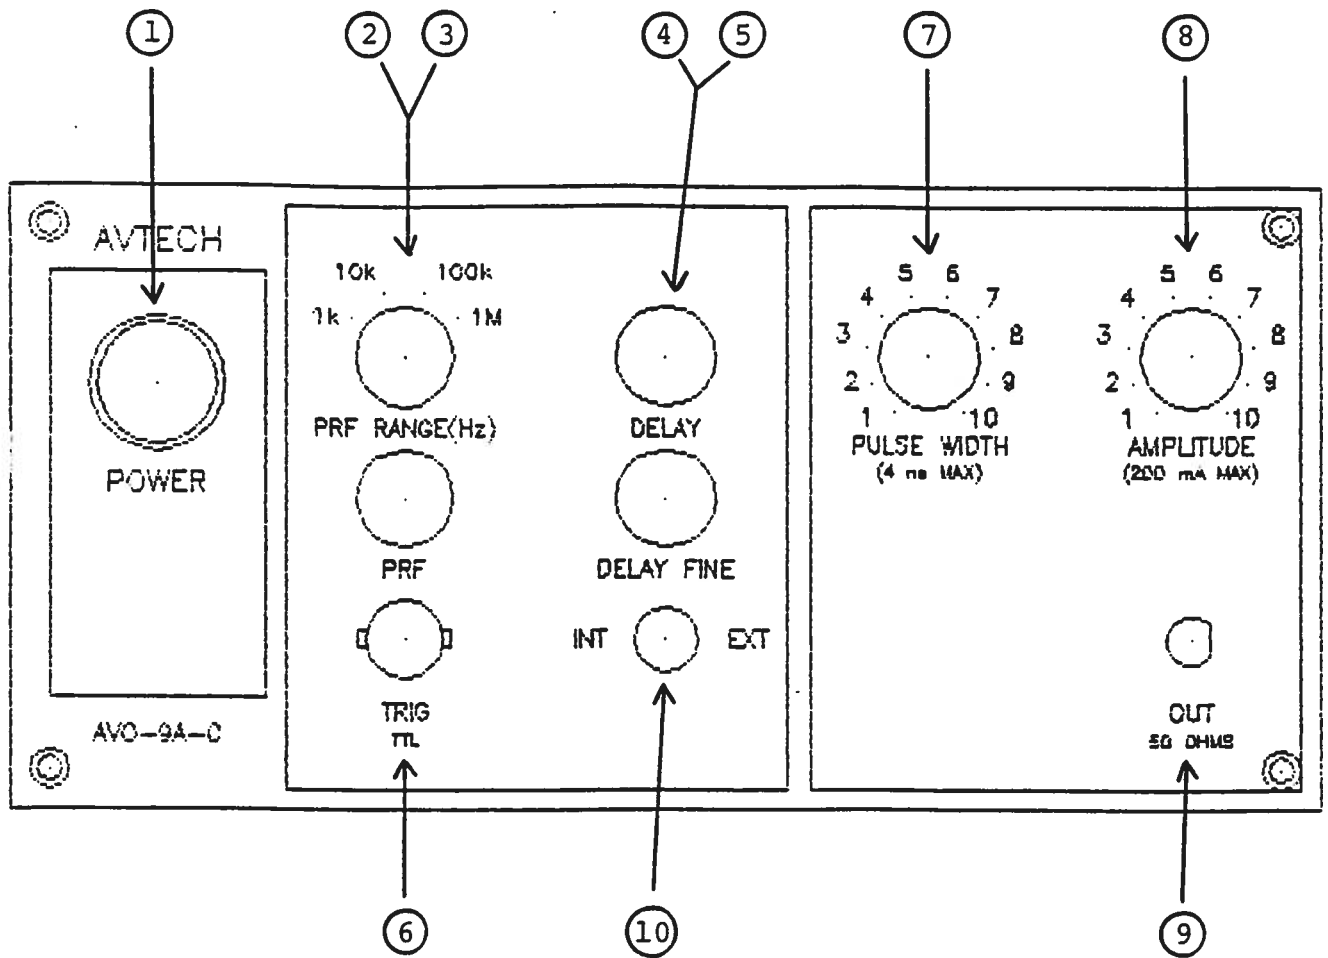 1 2 3 4 5 7 8
AVTECH
POWER
AVO-9A-C
10k 100k
1k 1M
PRF RANGE(Hz)
PRF
TRIG
TTL
DELAY
DELAY FINE
INT EXT
1 2 3 4 5 6 7 8 9 10
PULSE WIDTH
(4 ns MAX)
1 2 3 4 5 6 7 8 9 10
AMPLITUDE
(200 mA MAX)
OUT
50 OHMS
6 10 9